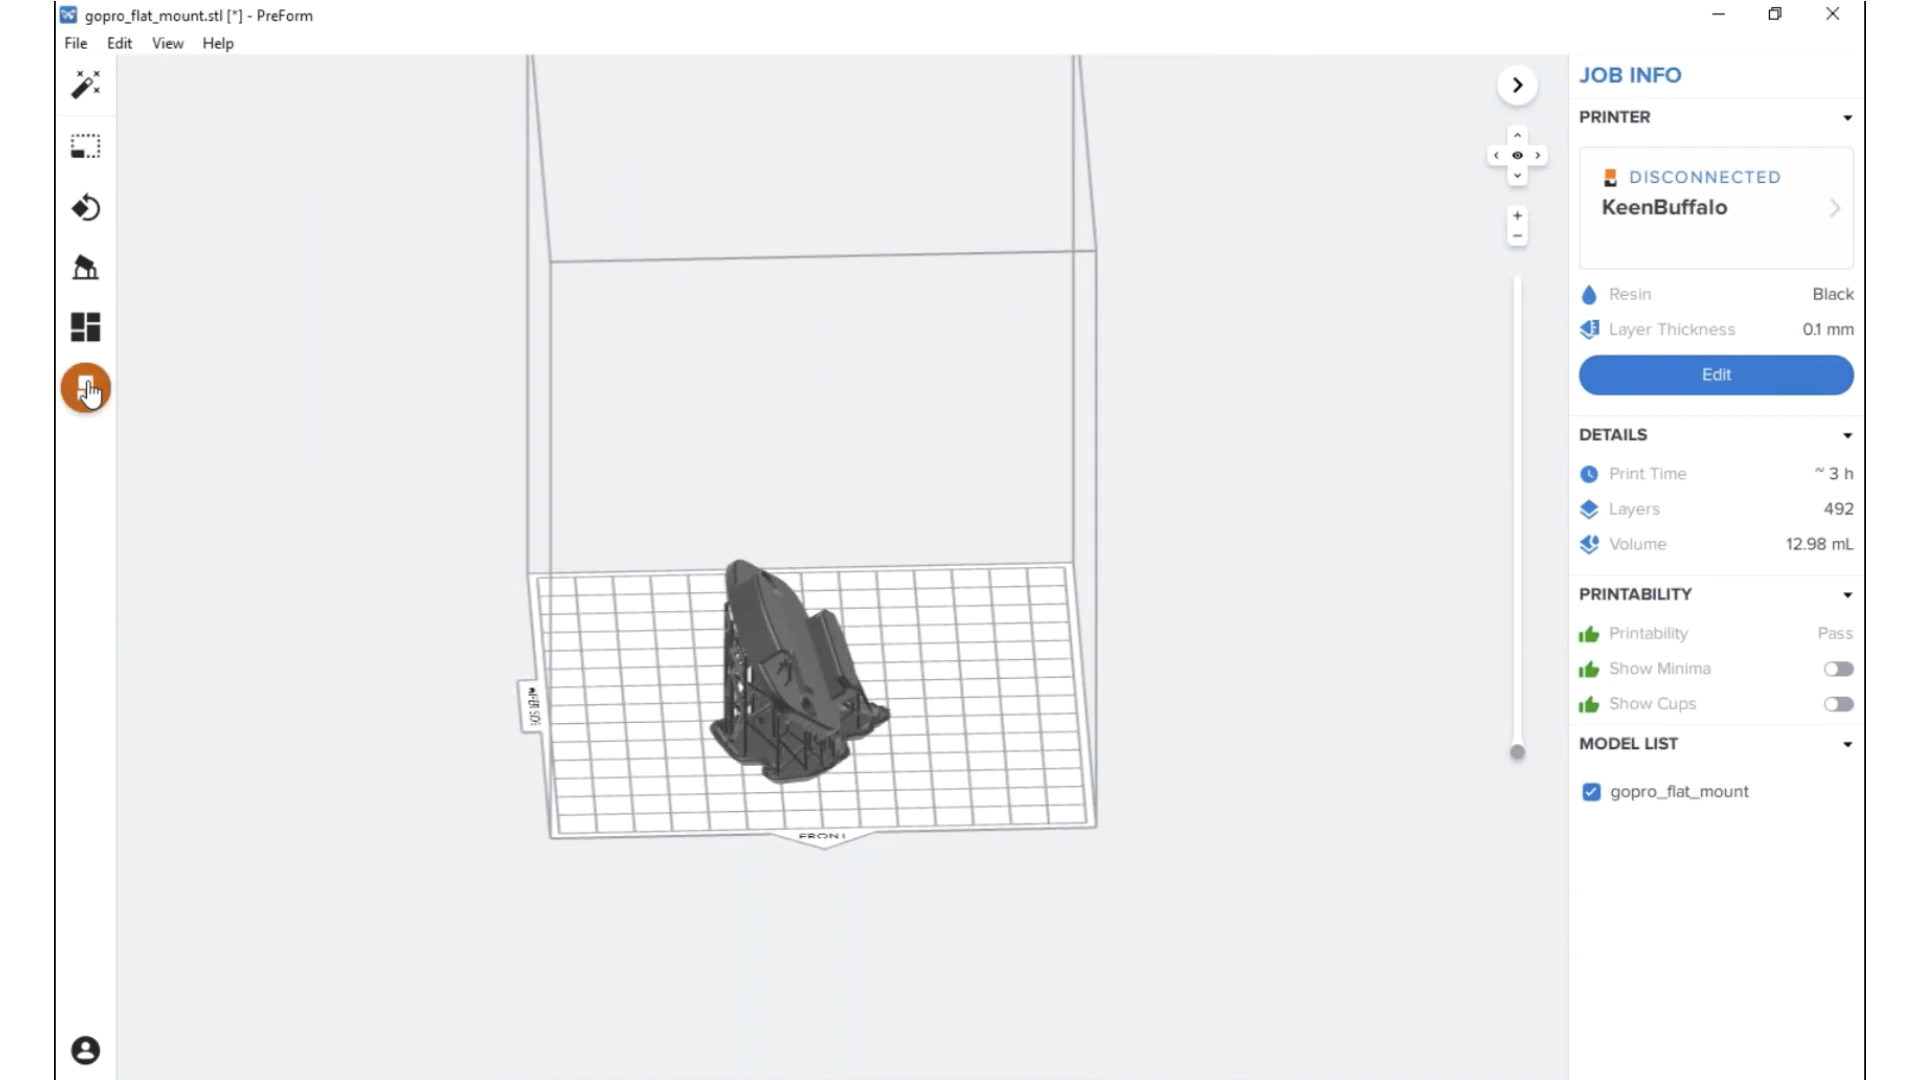 gopro_flat_mount.stl [*] - PreForm
File Edit View Help
JOB INFO
PRINTER
DISCONNECTED
KeenBuffalo
Resin Black
Layer Thickness 0.1 mm
Edit
DETAILS
Print Time ~ 3 h
Layers 492
Volume 12.98 mL
PRINTABILITY
Printability Pass
Show Minima
Show Cups
MODEL LIST
gopro_flat_mount
FRONT